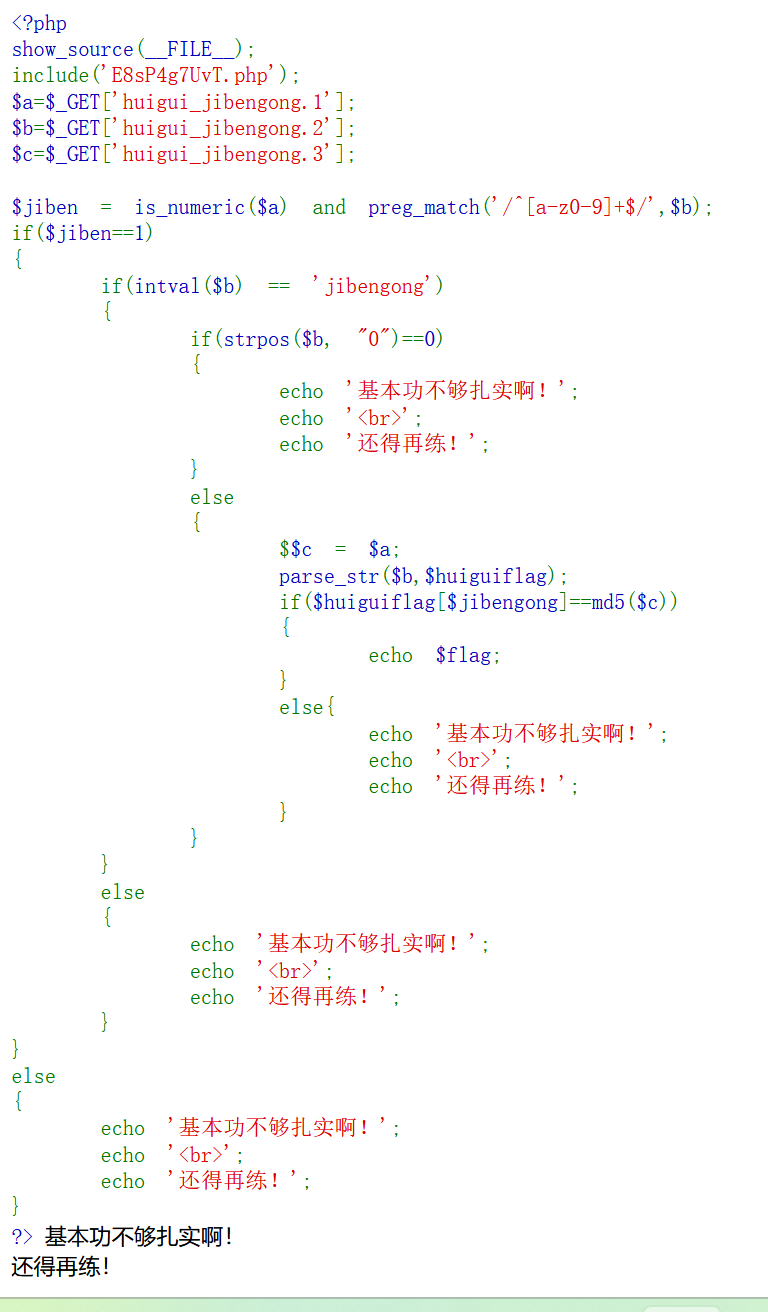 <?php
show_source(__FILE__);
include('E8sP4g7UvT.php');
$a=$_GET['huigui_jibengong.1'];
$b=$_GET['huigui_jibengong.2'];
$c=$_GET['huigui_jibengong.3'];
$jiben = is_numeric($a) and preg_match('/^[a-z0-9]+$/',$b);
if($jiben==1)
{
if(intval($b) == 'jibengong')
{
if(strpos($b, "0")==0)
{
echo '基本功不够扎实啊！';
echo '<br>';
echo '还得再练！';
}
else
{
$$c = $a;
parse_str($b,$huiguiflag);
if($huiguiflag[$jibengong]==md5($c))
{
echo $flag;
}
else{
echo '基本功不够扎实啊！';
echo '<br>';
echo '还得再练！';
}
}
}
else
{
echo '基本功不够扎实啊！';
echo '<br>';
echo '还得再练！';
}
}
else
{
echo '基本功不够扎实啊！';
echo '<br>';
echo '还得再练！';
}
?> 基本功不够扎实啊！
还得再练！